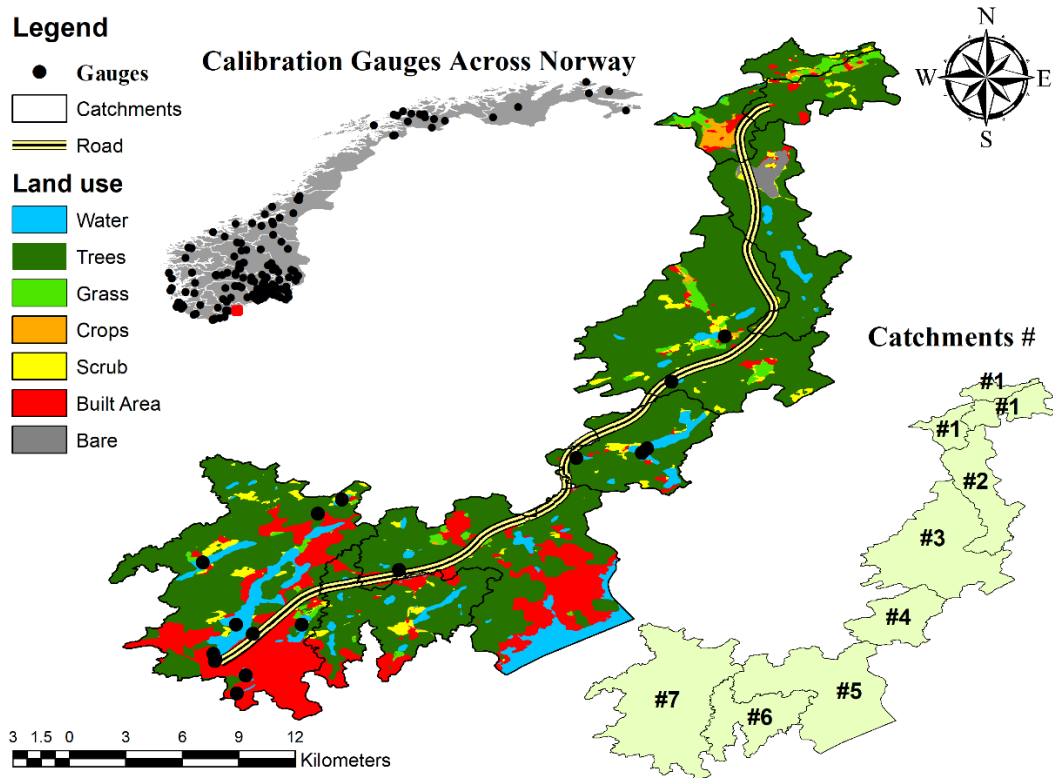 Legend
Gauges
Catchments
Road
Land use
Water
Trees
Grass
Crops
Scrub
Built Area
Bare
Calibration Gauges Across Norway
N
W E
S
Catchments #
#1
#1
#1
#2
#3
#4
#5
#6
#7
3 1.5 0 3 6 9 12
Kilometers